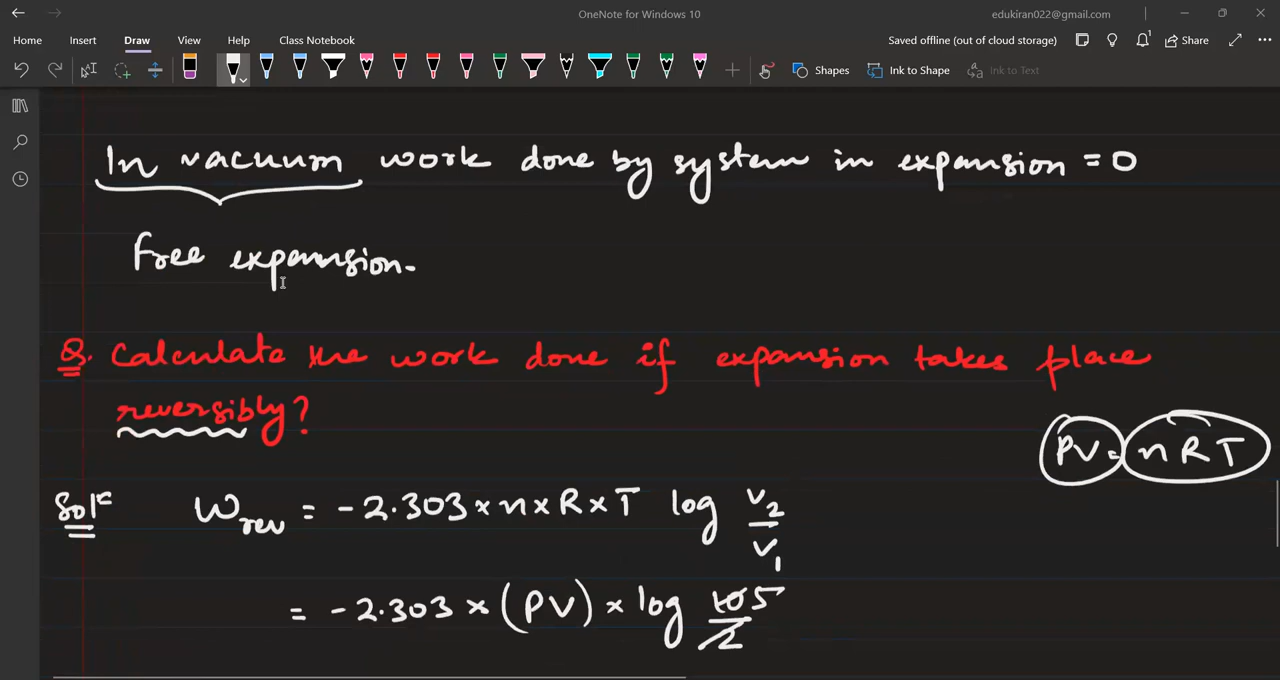 OneNote for Windows 10
edukiran022@gmail.com
Home Insert Draw View Help Class Notebook
Saved offline (out of cloud storage)
Share
Shapes
Ink to Shape
Ink to Text
In vacuum work done by system in expansion = 0
Free expansion.
Q. Calculate the work done if expansion takes place
reversibly?
PV = nRT
Solⁿ W rev = -2.303 × n × R × T log V₂/V₁
= -2.303 × (PV) × log 10 5/2